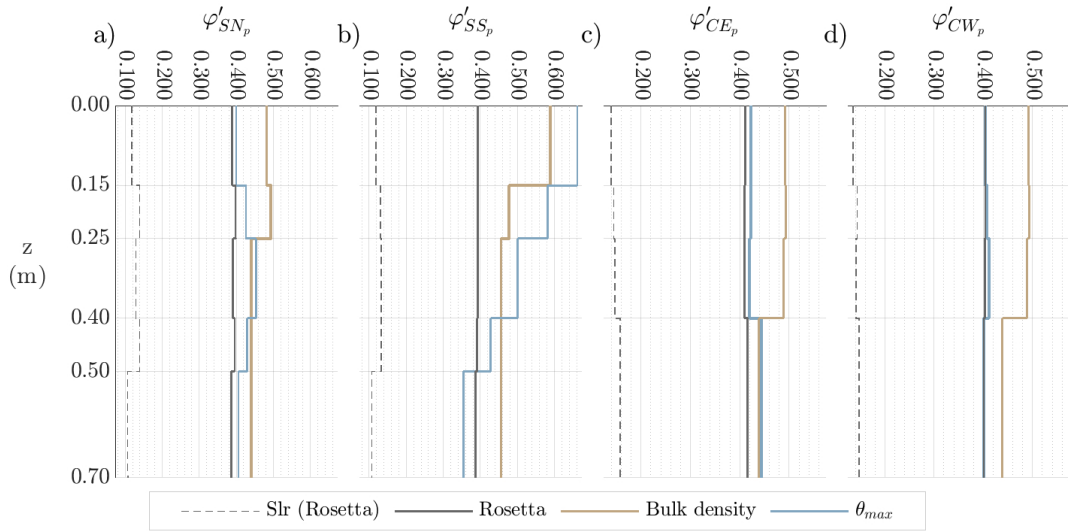 φ′SNp φ′SSp φ′CEp φ′CWp
a) b) c) d)
0.100 0.200 0.300 0.400 0.500 0.600 0.100 0.200 0.300 0.400 0.500 0.600 0.200 0.300 0.400 0.500 0.200 0.300 0.400 0.500
0.00
0.15
0.25
z
(m)
0.40
0.50
0.70
Slr (Rosetta) Rosetta Bulk density θmax